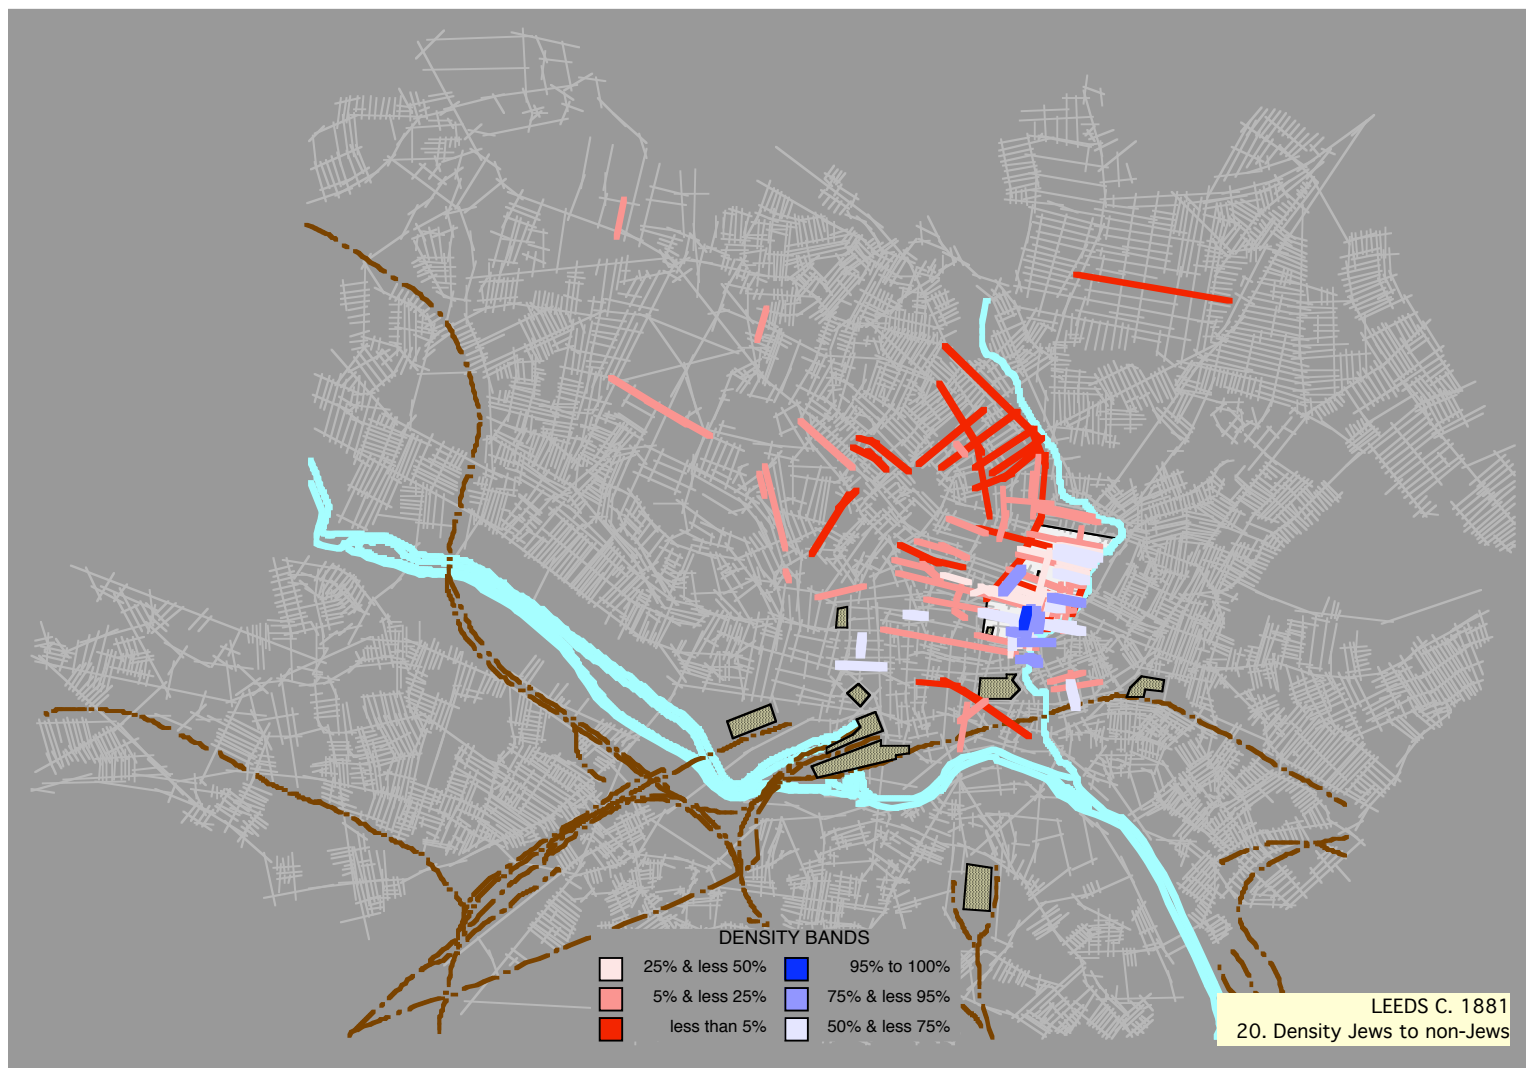 DENSITY BANDS
25% & less 50%
95% to 100%
5% & less 25%
75% & less 95%
less than 5%
50% & less 75%
LEEDS C. 1881
20. Density Jews to non-Jews